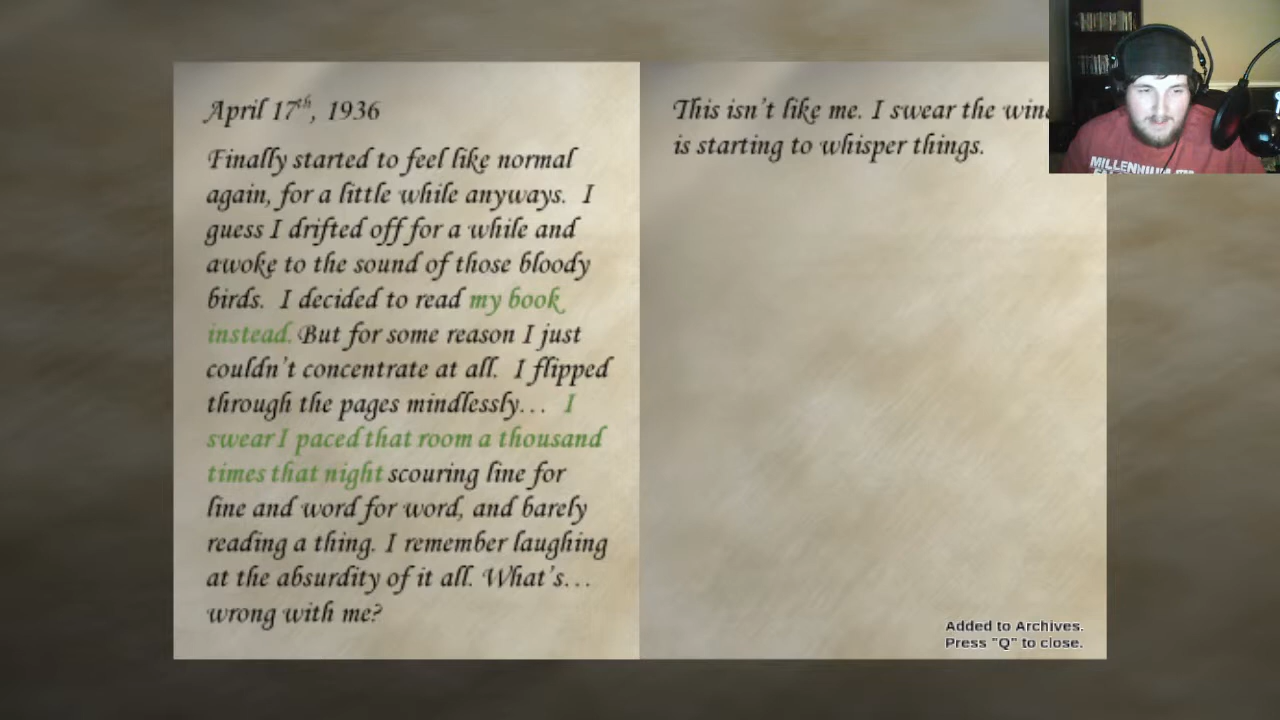 April 17th, 1936
Finally started to feel like normal
again, for a little while anyways. I
guess I drifted off for a while and
awoke to the sound of those bloody
birds. I decided to read my book
instead. But for some reason I just
couldn't concentrate at all. I flipped
through the pages mindlessly... I
swear I paced that room a thousand
times that night scouring line for
line and word for word, and barely
reading a thing. I remember laughing
at the absurdity of it all. What's...
wrong with me?
This isn't like me. I swear the
is starting to whisper things.
Added to Archives.
Press "Q" to close.
MILLENNIUM